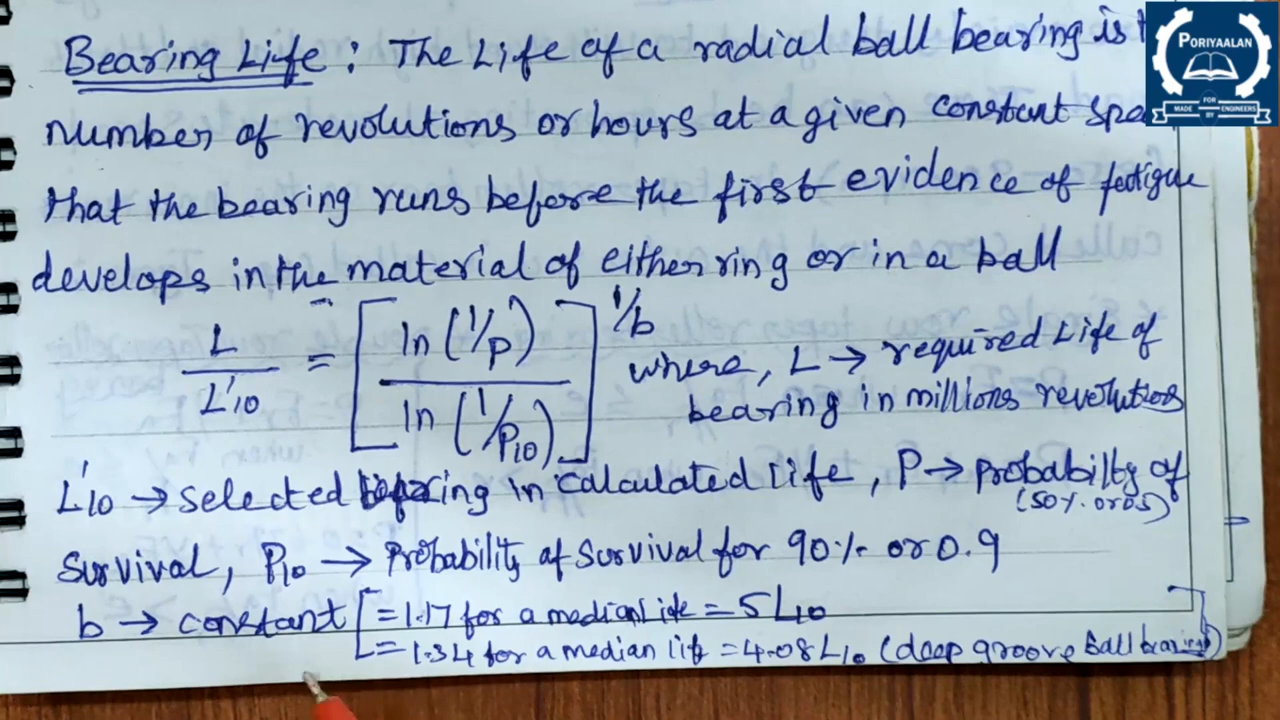 Bearing Life : The Life of a radial ball bearing is
number of revolutions or hours at a given constant
that the bearing runs before the first evidence of fatigue
develops in the material of either ring or in a ball
L/L'10 = [ln(1/P)/ln(1/P10)]^1/b
where, L → required Life of
bearing in millions revolutions
L'10 → selected bearing in calculated Life, P → Probability of
(50%. or 0.5)
Survival, P10 → Probability of Survival for 90% or 0.9
b → constant [= 1.17 for a median life = 5L10
= 1.34 for a median life = 4.08L10 (deep groove Ball bearing)]
PORIYAALAN
FOR
MADE ENGINEERS
BY